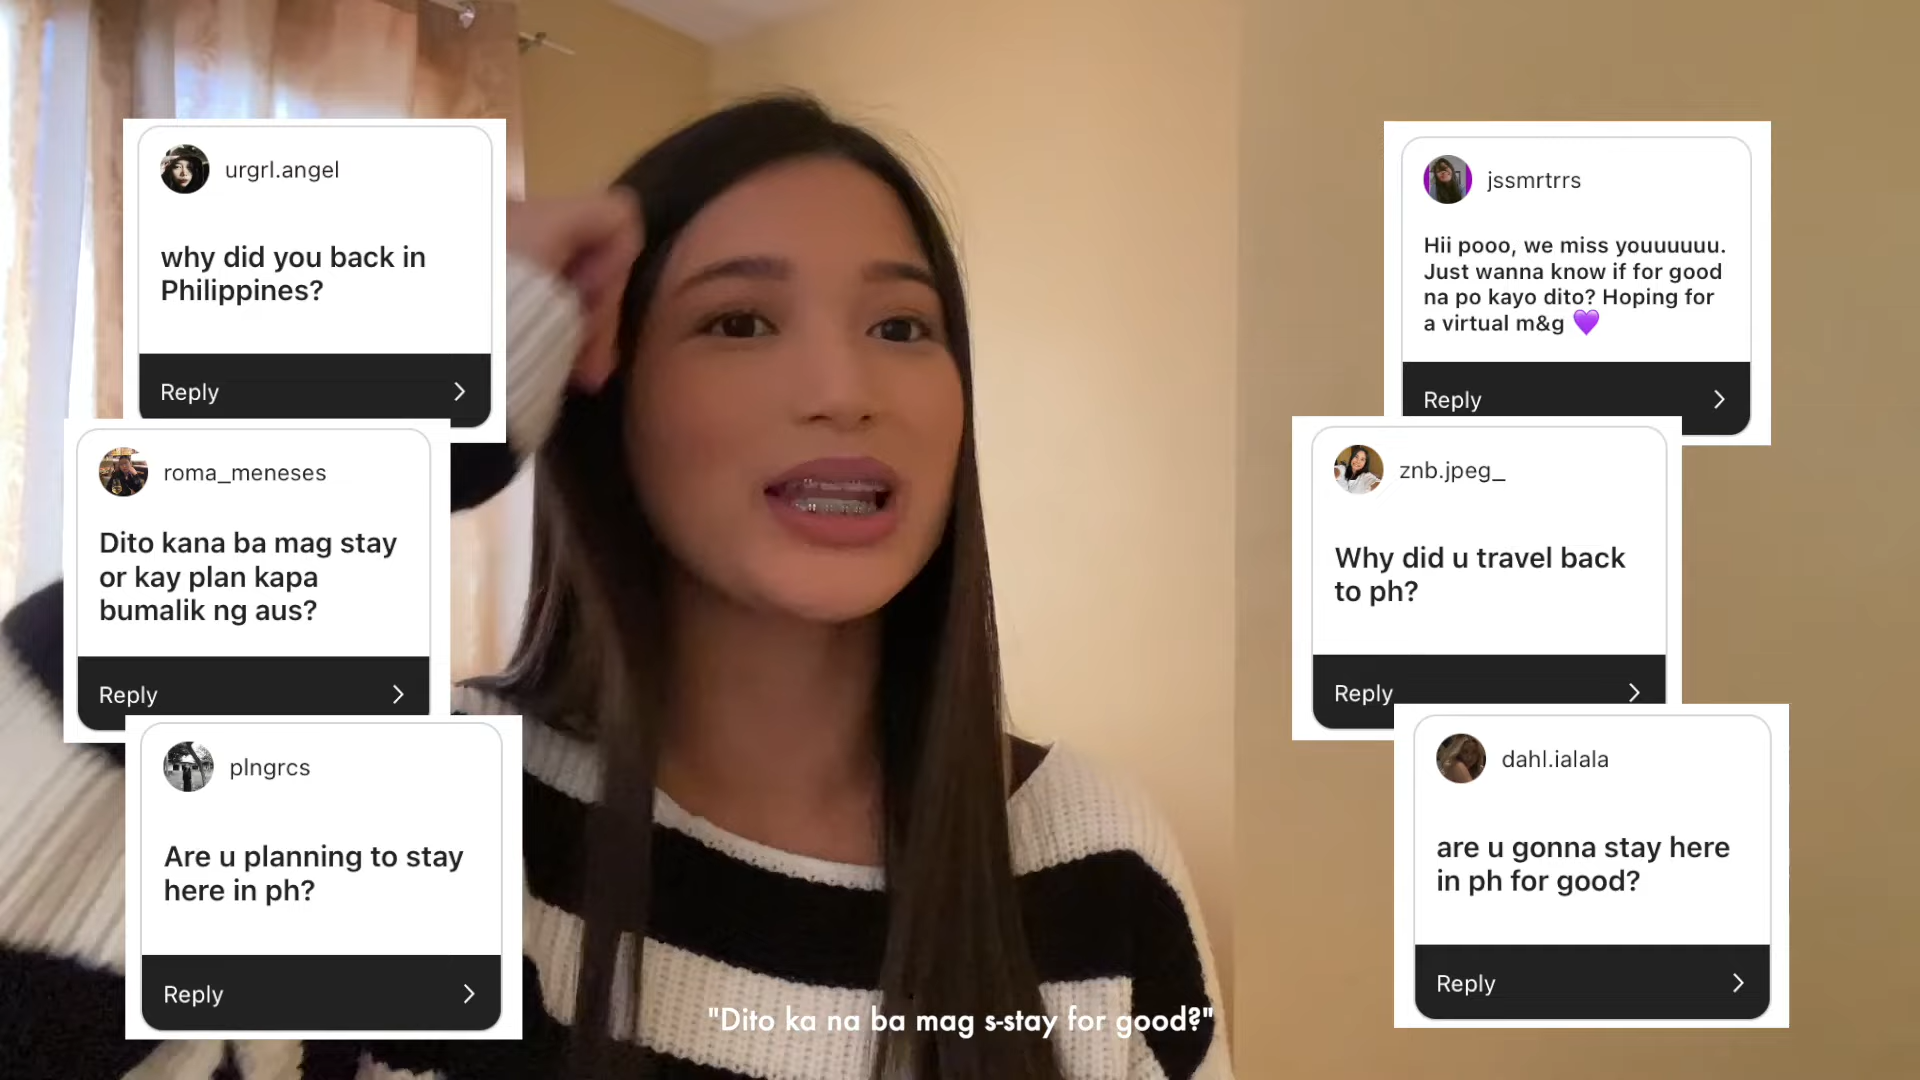 urgrl.angel
why did you back in
Philippines?
Reply
roma_meneses
Dito kana ba mag stay
or kay plan kapa
bumalik ng aus?
Reply
plngrcs
Are u planning to stay
here in ph?
Reply
jssmrtrrs
Hii pooo, we miss youuuuuu.
Just wanna know if for good
na po kayo dito? Hoping for
a virtual m&g 💜
Reply
znb.jpeg_
Why did u travel back
to ph?
Reply
dahl.ialala
are u gonna stay here
in ph for good?
Reply
"Dito ka na ba mag s-stay for good?"